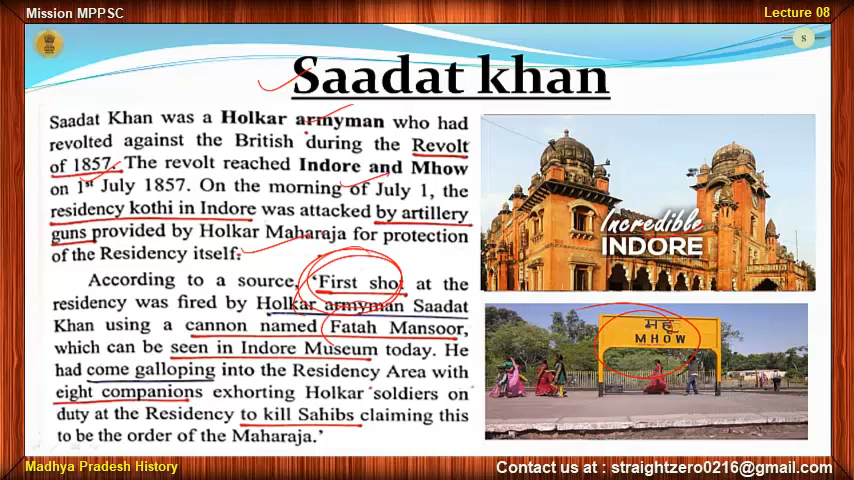 Mission MPPSC
Lecture 08
S
Saadat khan
Saadat Khan was a Holkar armyman who had
revolted against the British during the Revolt
of 1857. The revolt reached Indore and Mhow
on 1st July 1857. On the morning of July 1, the
residency kothi in Indore was attacked by artillery
guns provided by Holkar Maharaja for protection
of the Residency itself.
According to a source, 'First shot at the
residency was fired by Holkar armyman Saadat
Khan using a cannon named Fatah Mansoor,
which can be seen in Indore Museum today. He
had come galloping into the Residency Area with
eight companions exhorting Holkar soldiers on
duty at the Residency to kill Sahibs claiming this
to be the order of the Maharaja.'
Incredible
INDORE
महू
MHOW
Madhya Pradesh History
Contact us at : straightzero0216@gmail.com